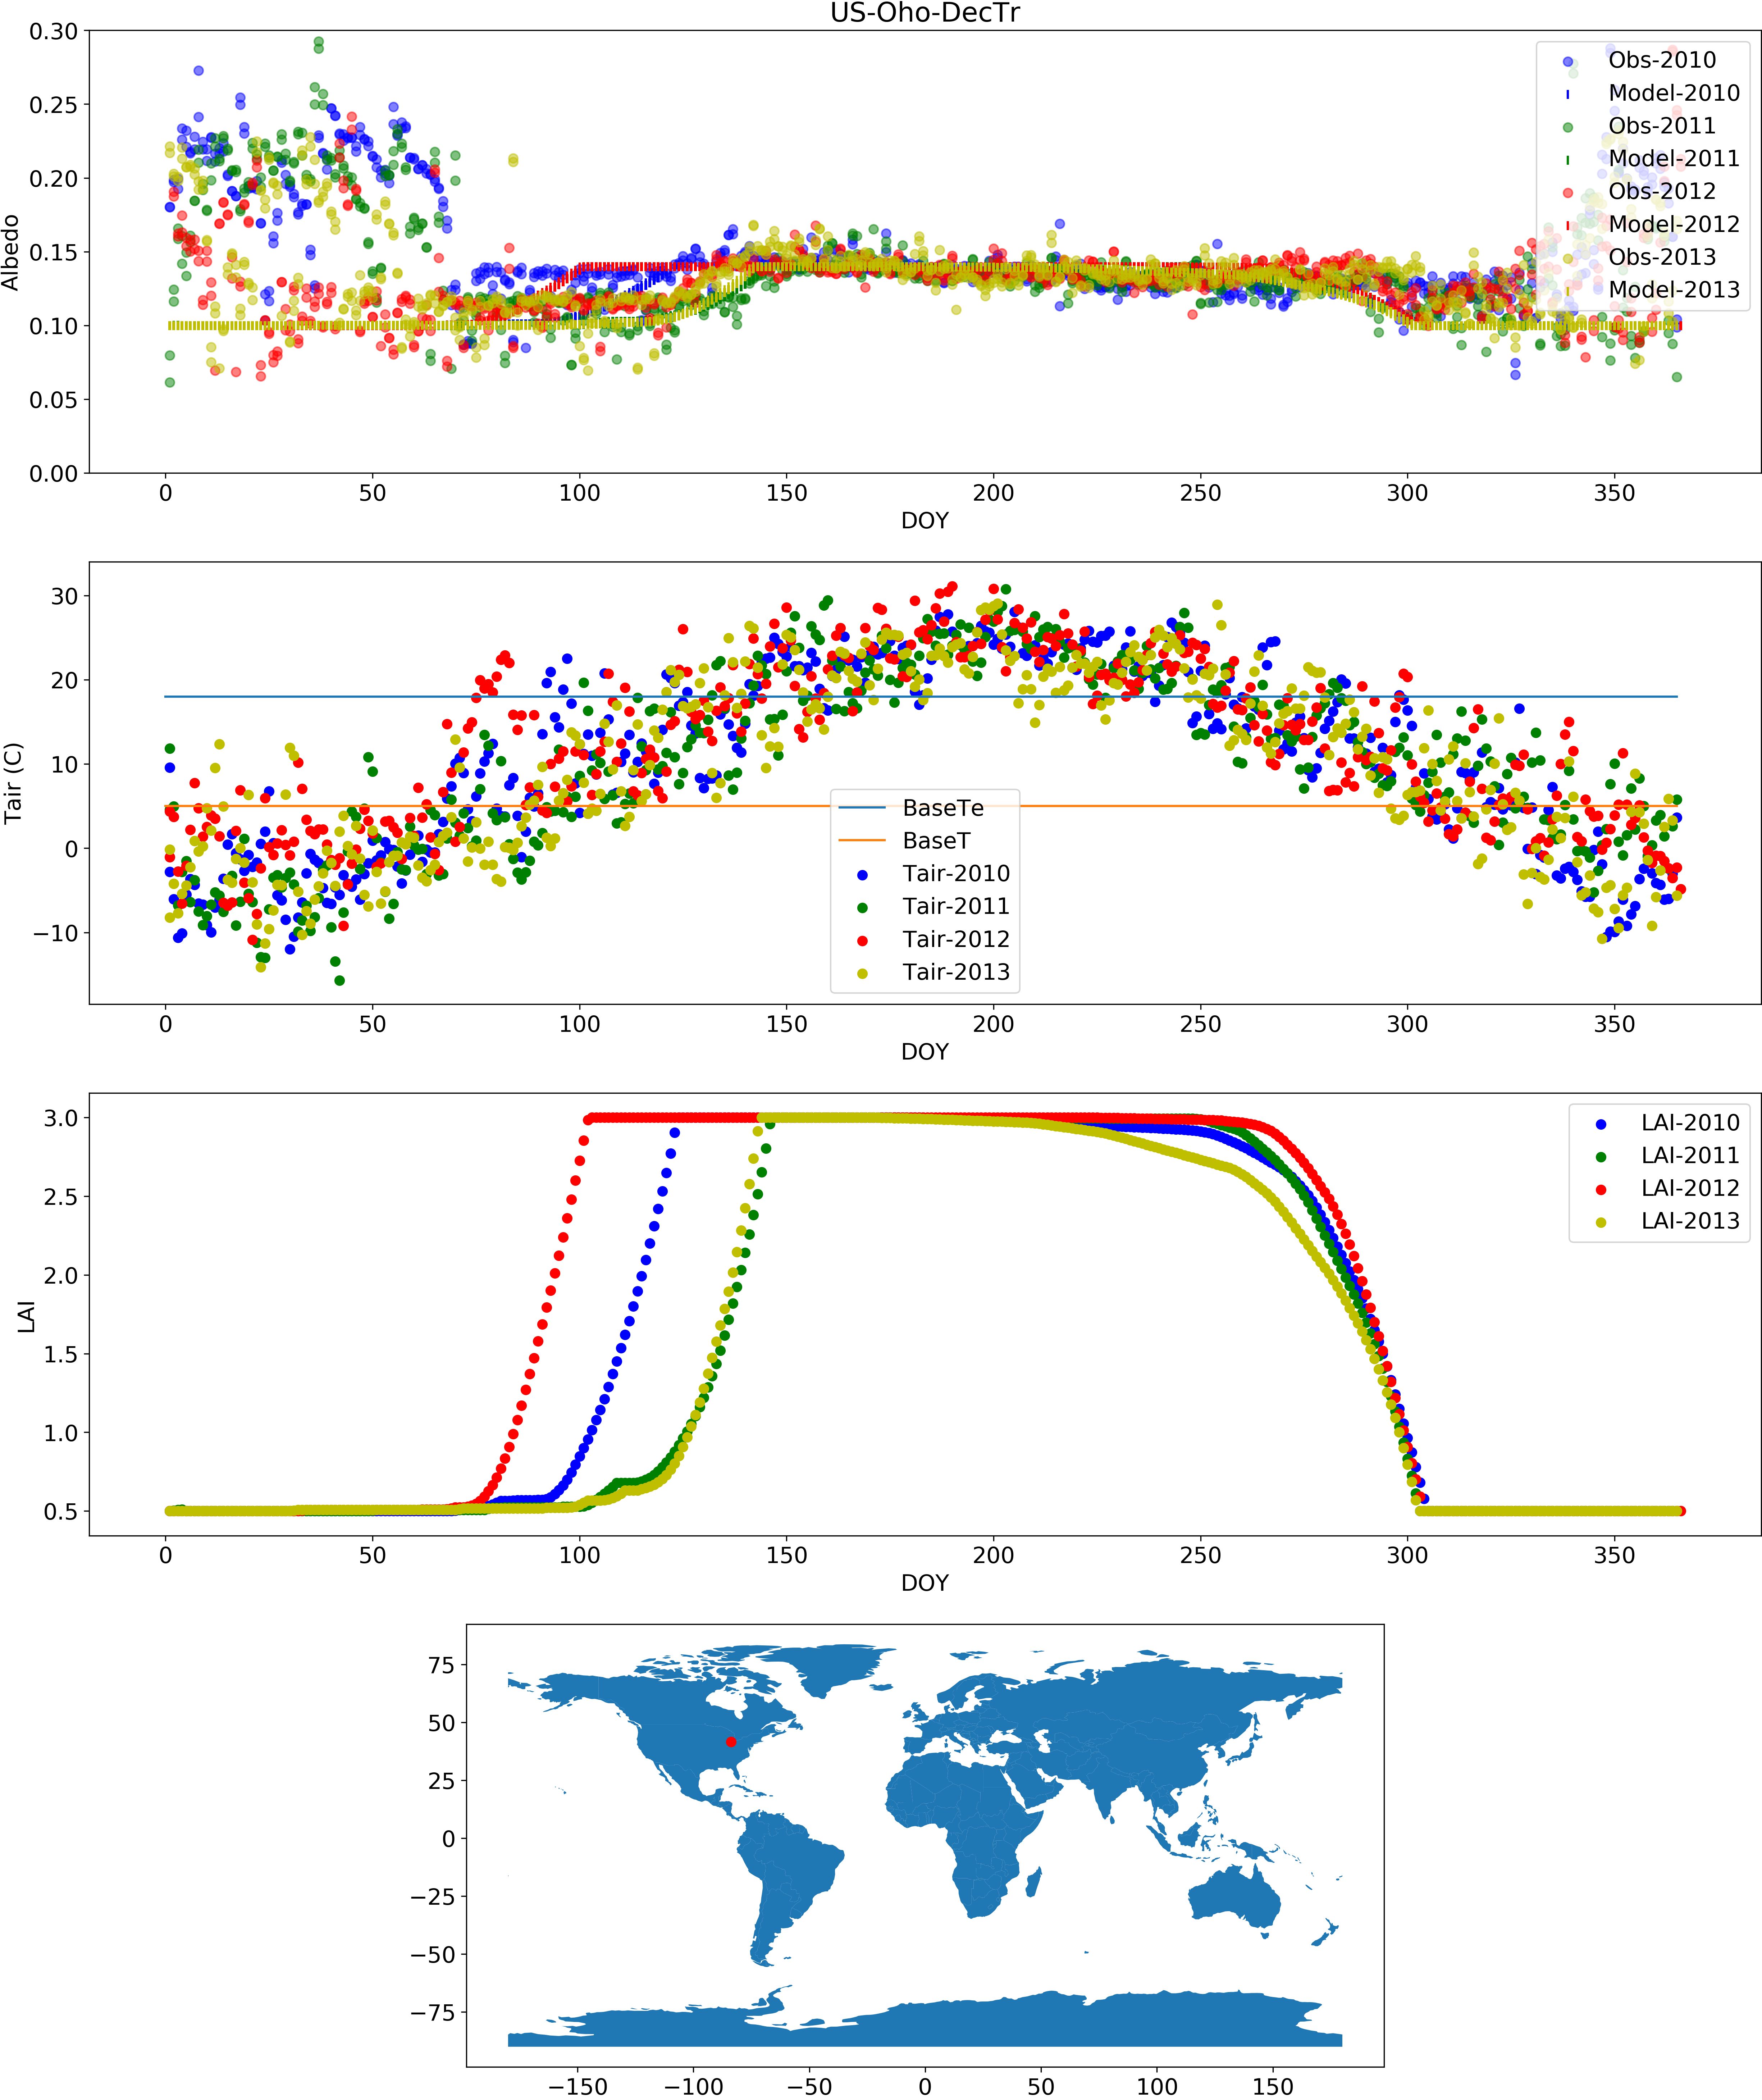 US-Oho-DecTr
0.30
0.25
0.20
0.15
0.10
0.05
0.00
Albedo
Obs-2010
Model-2010
Obs-2011
Model-2011
Obs-2012
Model-2012
Obs-2013
Model-2013
0 50 100 150 200 250 300 350
DOY
30
20
10
0
−10
Tair (C)
BaseTe
BaseT
Tair-2010
Tair-2011
Tair-2012
Tair-2013
0 50 100 150 200 250 300 350
DOY
3.0
2.5
2.0
1.5
1.0
0.5
LAI
LAI-2010
LAI-2011
LAI-2012
LAI-2013
0 50 100 150 200 250 300 350
DOY
75
50
25
0
−25
−50
−75
−150 −100 −50 0 50 100 150